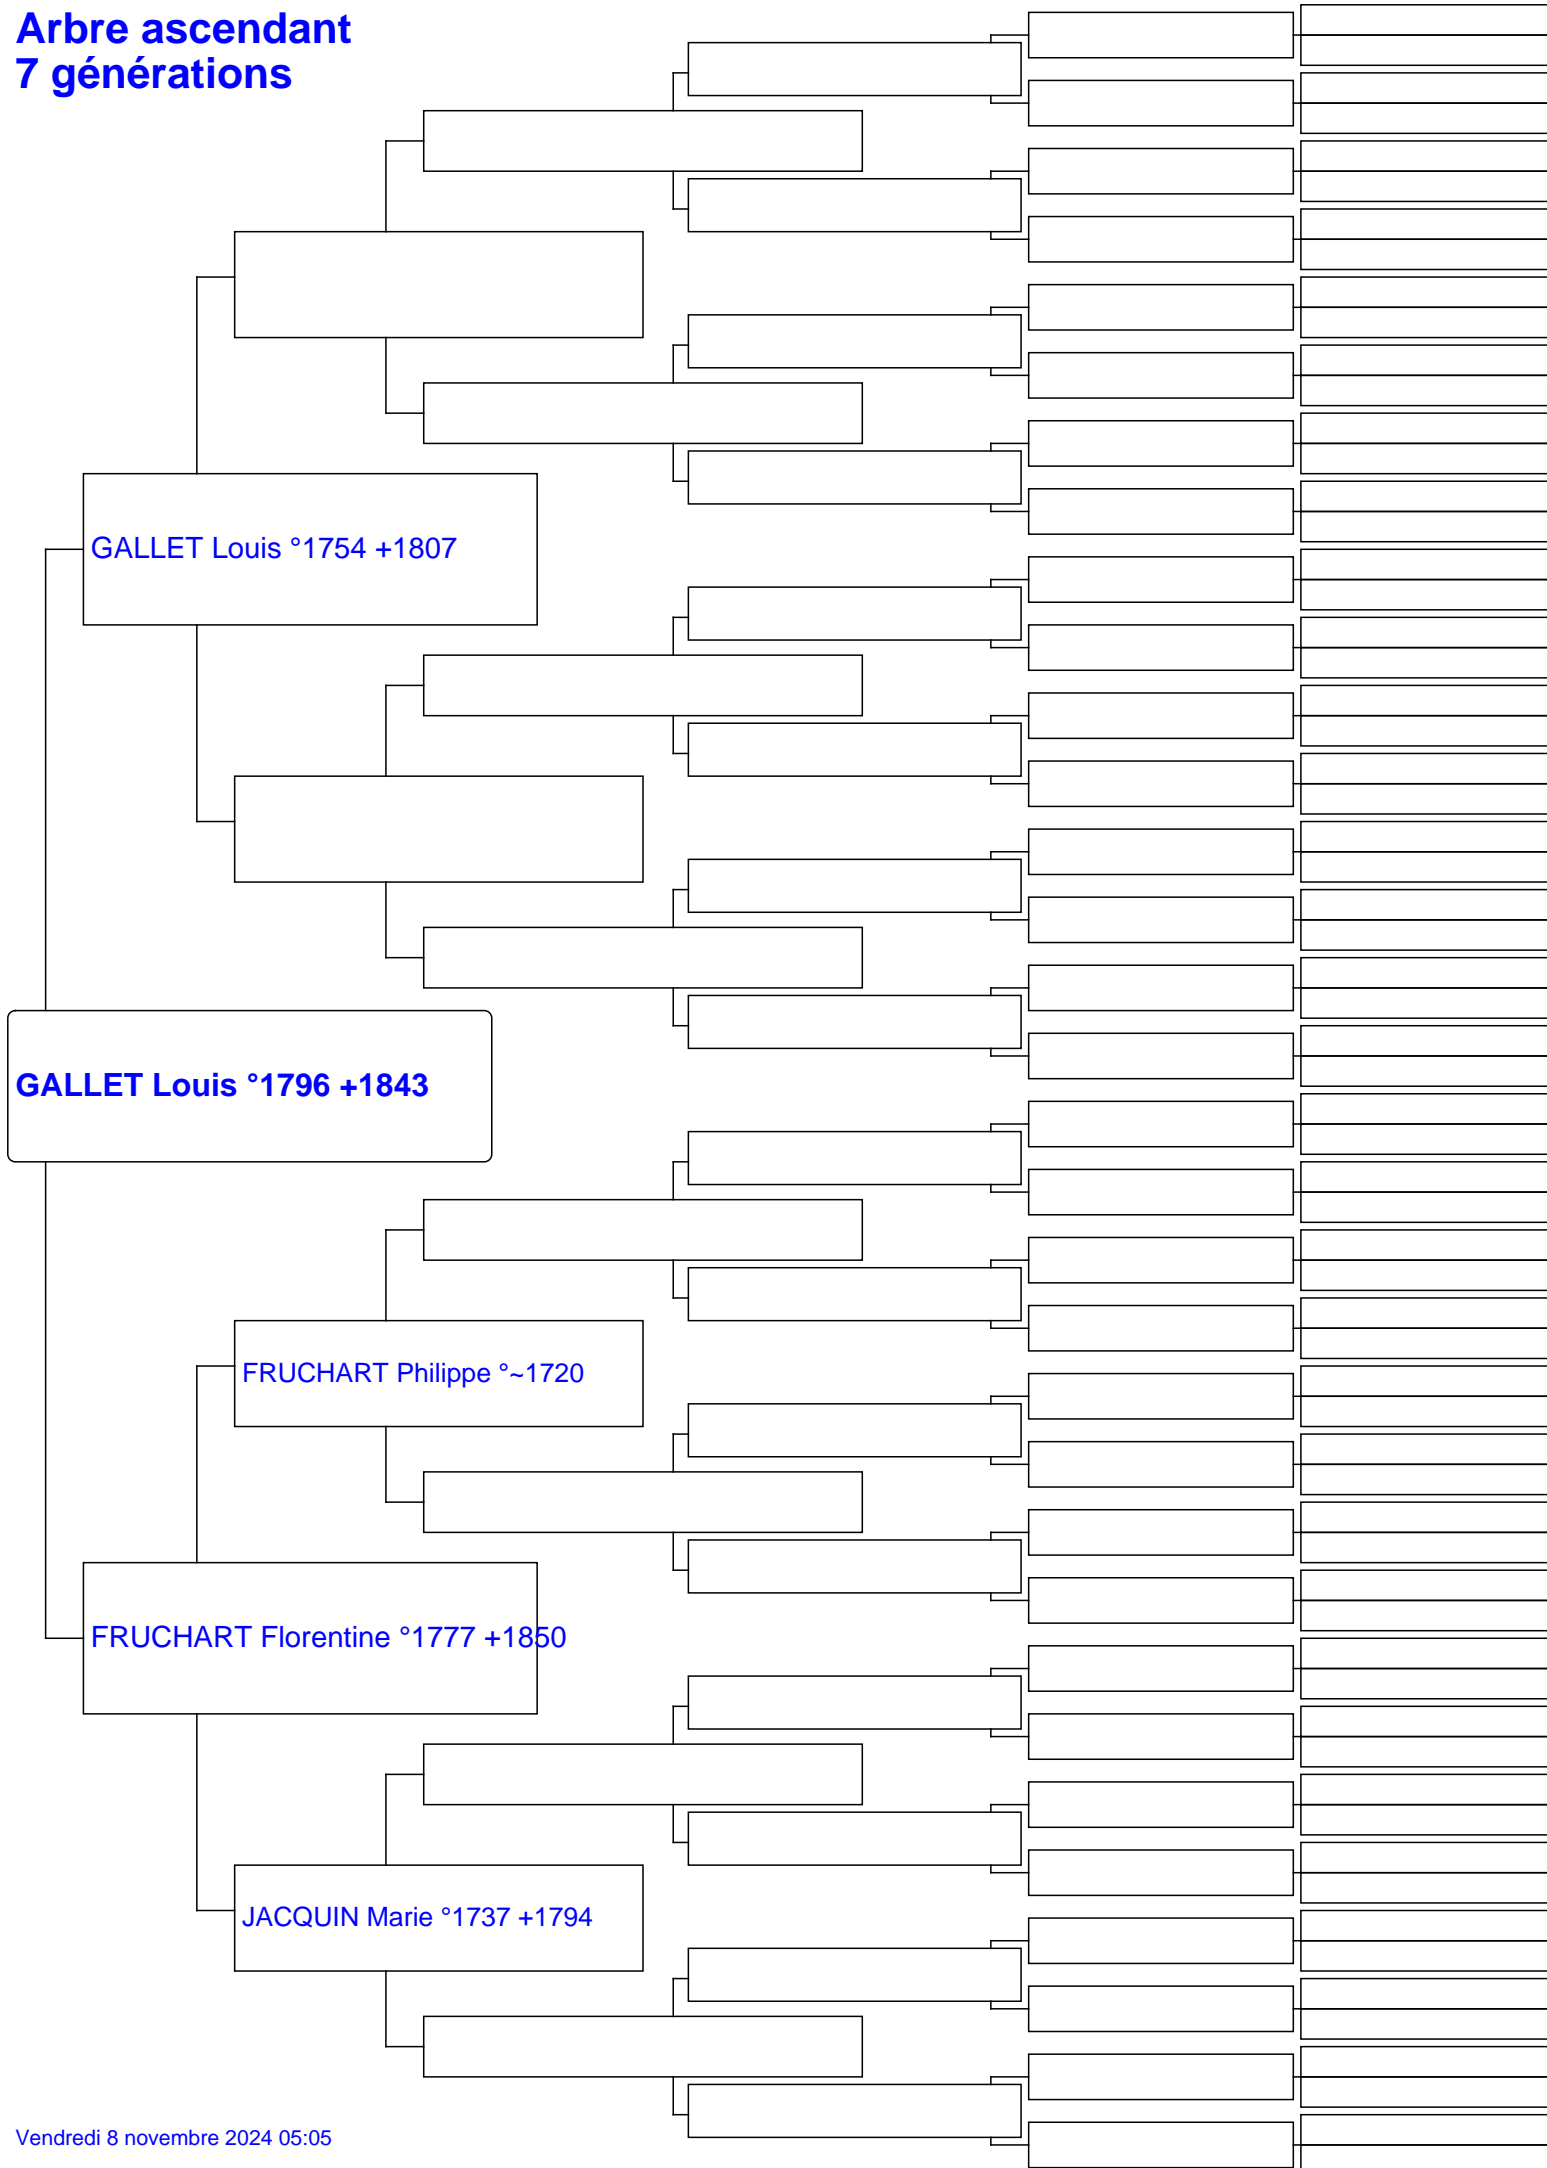 Arbre ascendant
7 générations
GALLET Louis °1754 +1807
GALLET Louis °1796 +1843
FRUCHART Philippe °~1720
FRUCHART Florentine °1777 +1850
JACQUIN Marie °1737 +1794
Vendredi 8 novembre 2024 05:05